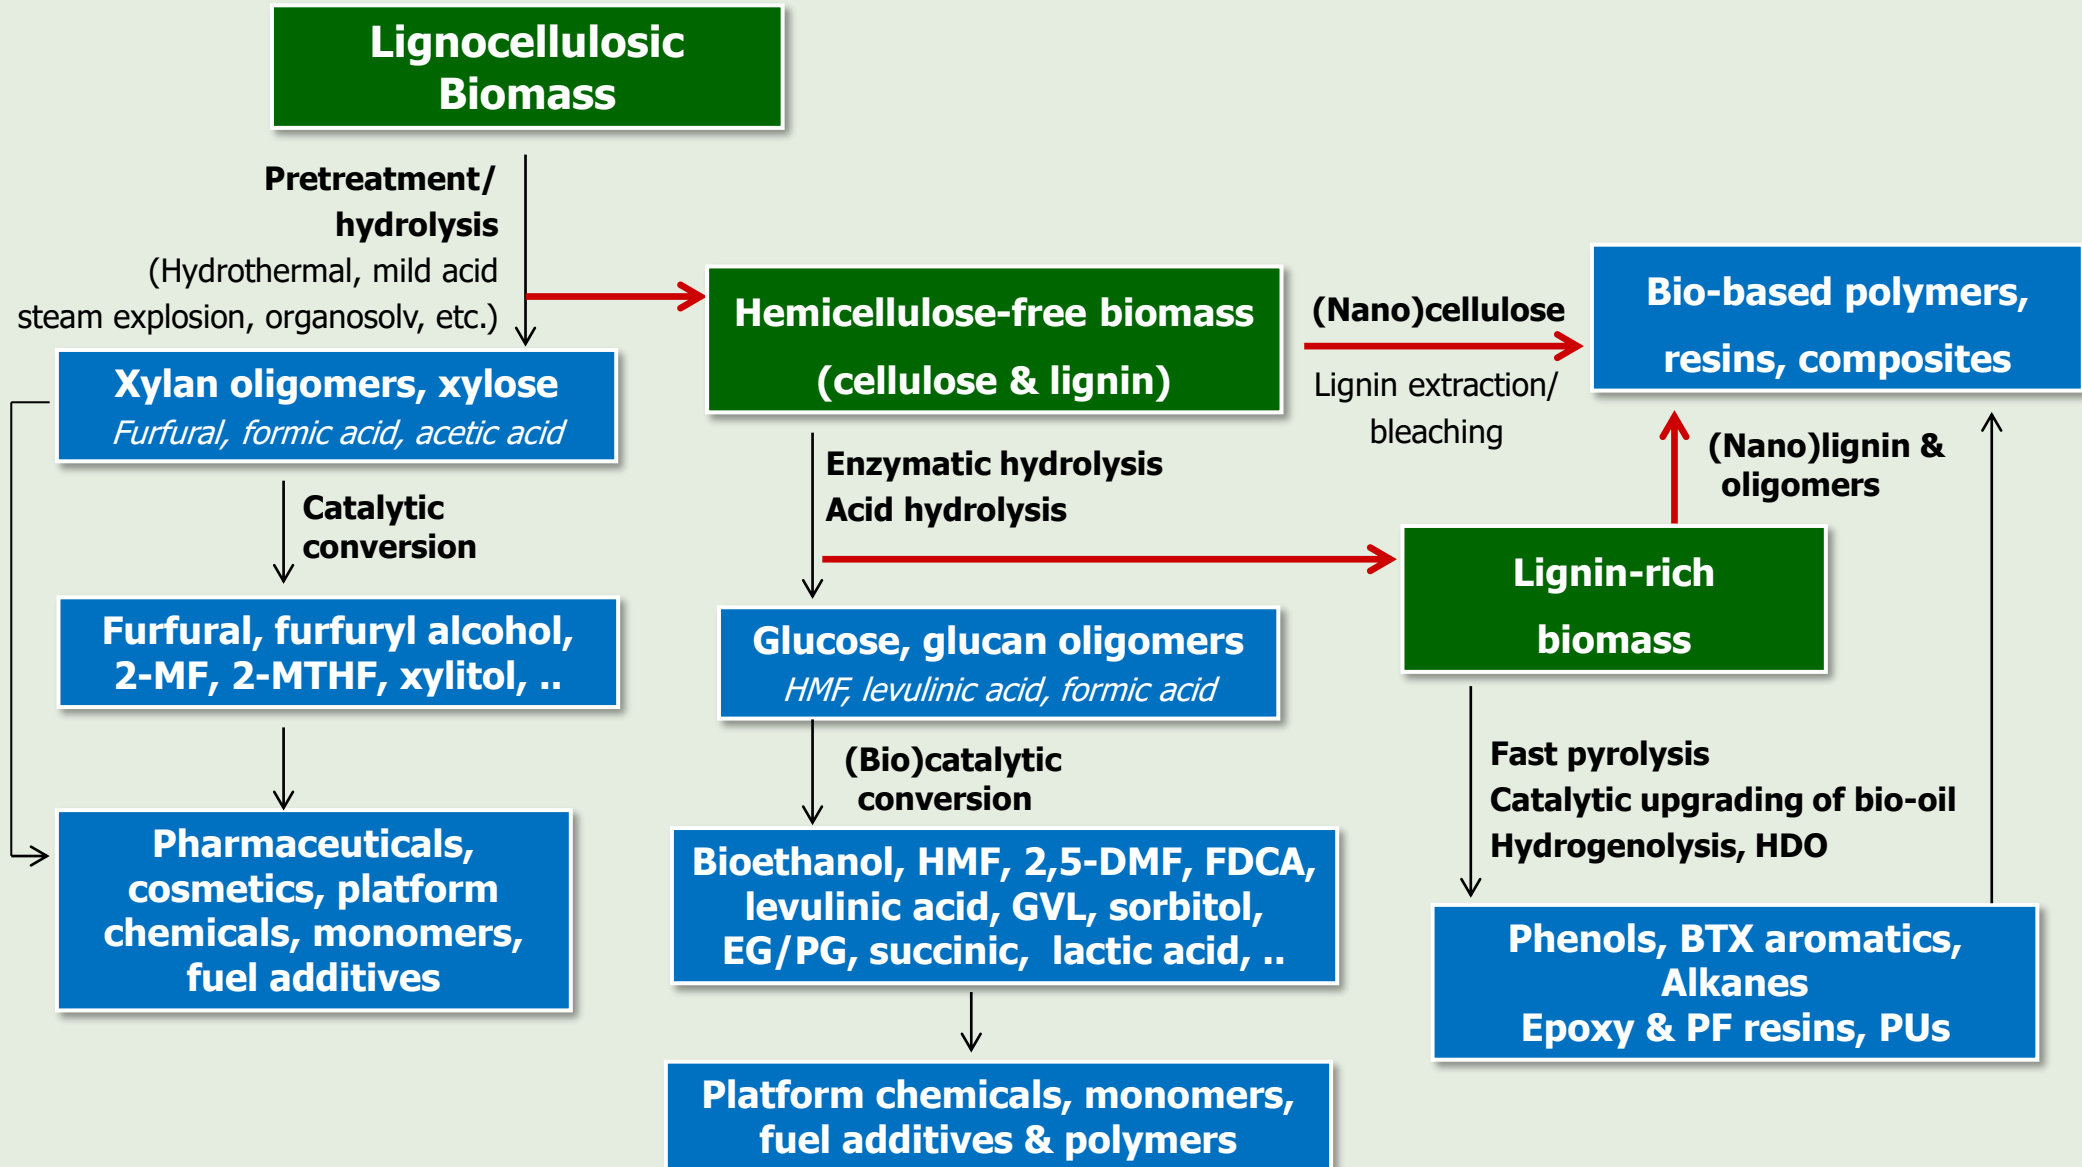 Lignocellulosic
Biomass
Pretreatment/
hydrolysis
(Hydrothermal, mild acid
steam explosion, organosolv, etc.)
Xylan oligomers, xylose
Furfural, formic acid, acetic acid
Catalytic
conversion
Furfural, furfuryl alcohol,
2-MF, 2-MTHF, xylitol, ..
Pharmaceuticals,
cosmetics, platform
chemicals, monomers,
fuel additives
Hemicellulose-free biomass
(cellulose & lignin)
Enzymatic hydrolysis
Acid hydrolysis
Glucose, glucan oligomers
HMF, levulinic acid, formic acid
(Bio)catalytic
conversion
Bioethanol, HMF, 2,5-DMF, FDCA,
levulinic acid, GVL, sorbitol,
EG/PG, succinic, lactic acid, ..
Platform chemicals, monomers,
fuel additives & polymers
(Nano)cellulose
Lignin extraction/
bleaching
Bio-based polymers,
resins, composites
(Nano)lignin &
oligomers
Lignin-rich
biomass
Fast pyrolysis
Catalytic upgrading of bio-oil
Hydrogenolysis, HDO
Phenols, BTX aromatics,
Alkanes
Epoxy & PF resins, PUs